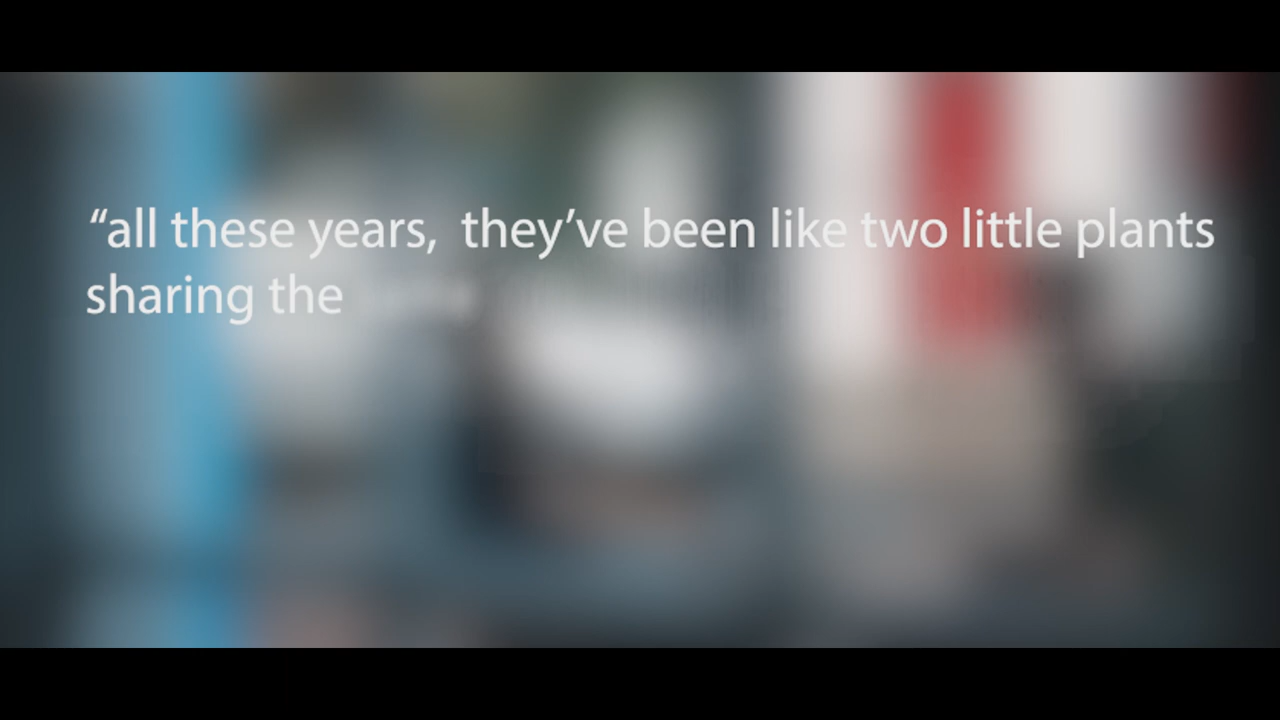 “all these years,  they’ve been like two little plants
sharing the